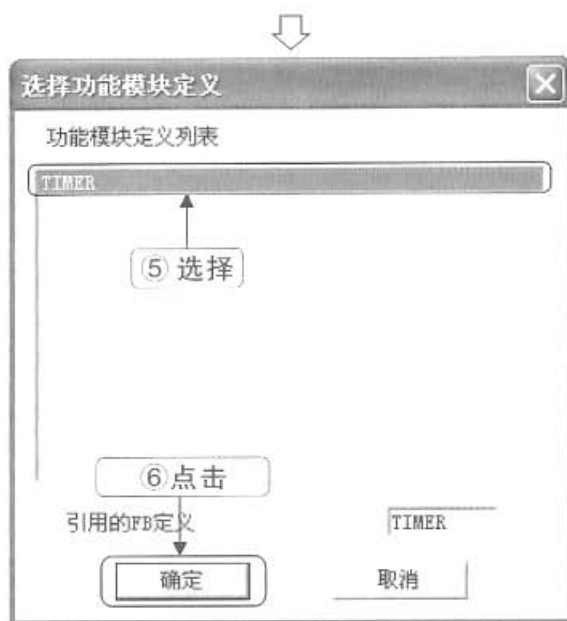 选择功能模块定义
功能模块定义列表
TIMER
⑤ 选择
⑥点击
引用的FB定义 TIMER
确定 取消